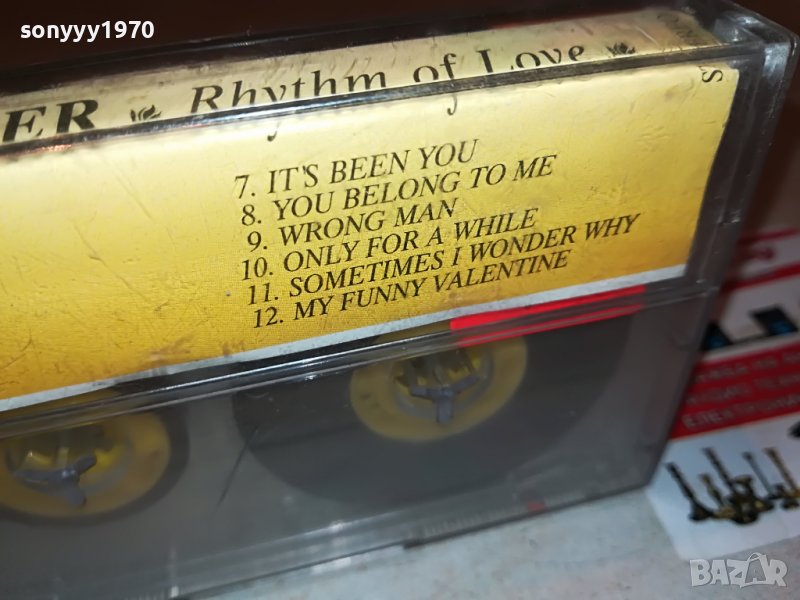 sonyyy1970
ER Rhythm of Love
7. IT'S BEEN YOU
8. YOU BELONG TO ME
9. WRONG MAN
10. ONLY FOR A WHILE
11. SOMETIMES I WONDER WHY
12. MY FUNNY VALENTINE
BAZAR